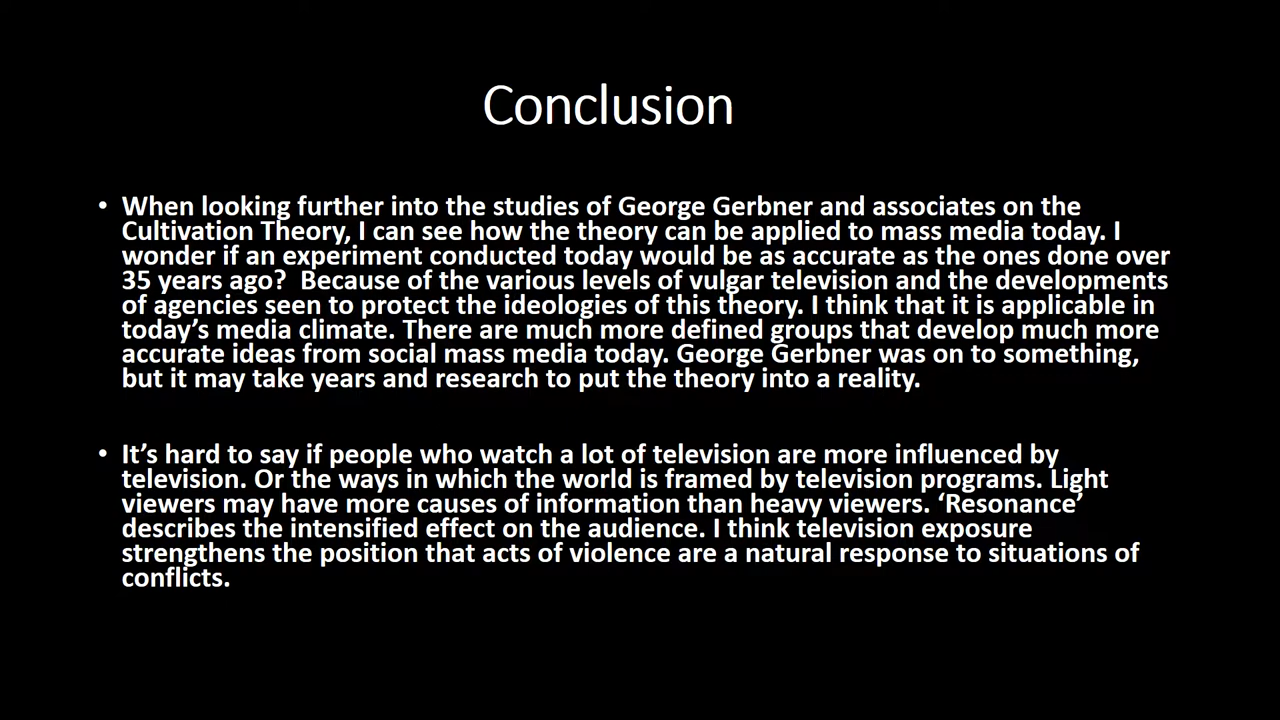 Conclusion
• When looking further into the studies of George Gerbner and associates on the
Cultivation Theory, I can see how the theory can be applied to mass media today. I
wonder if an experiment conducted today would be as accurate as the ones done over
35 years ago?  Because of the various levels of vulgar television and the developments
of agencies seen to protect the ideologies of this theory. I think that it is applicable in
today’s media climate. There are much more defined groups that develop much more
accurate ideas from social mass media today. George Gerbner was on to something,
but it may take years and research to put the theory into a reality.
• It’s hard to say if people who watch a lot of television are more influenced by
television. Or the ways in which the world is framed by television programs. Light
viewers may have more causes of information than heavy viewers. ‘Resonance’
describes the intensified effect on the audience. I think television exposure
strengthens the position that acts of violence are a natural response to situations of
conflicts.